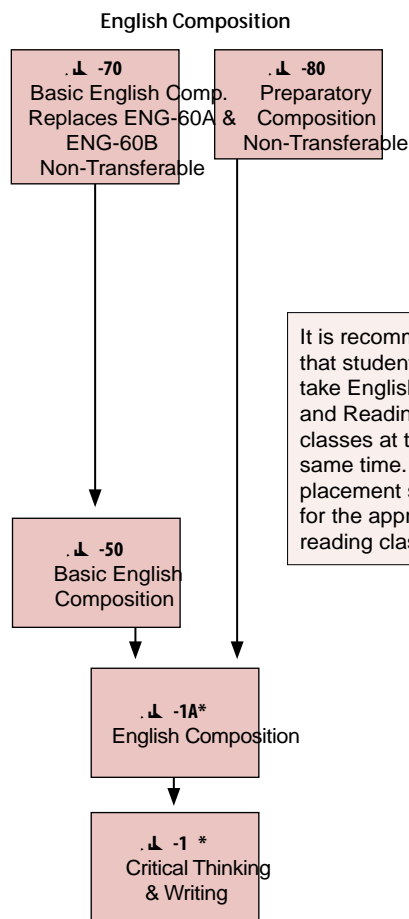 English Composition
-70
Basic English Comp.
Replaces ENG-60A &
ENG-60B
Non-Transferable
-80
Preparatory
Composition
Non-Transferable
It is recomm
that student
take English
and Readin
classes at t
same time.
placement s
for the appr
reading clas
-50
Basic English
Composition
-1A*
English Composition
-1 *
Critical Thinking
& Writing